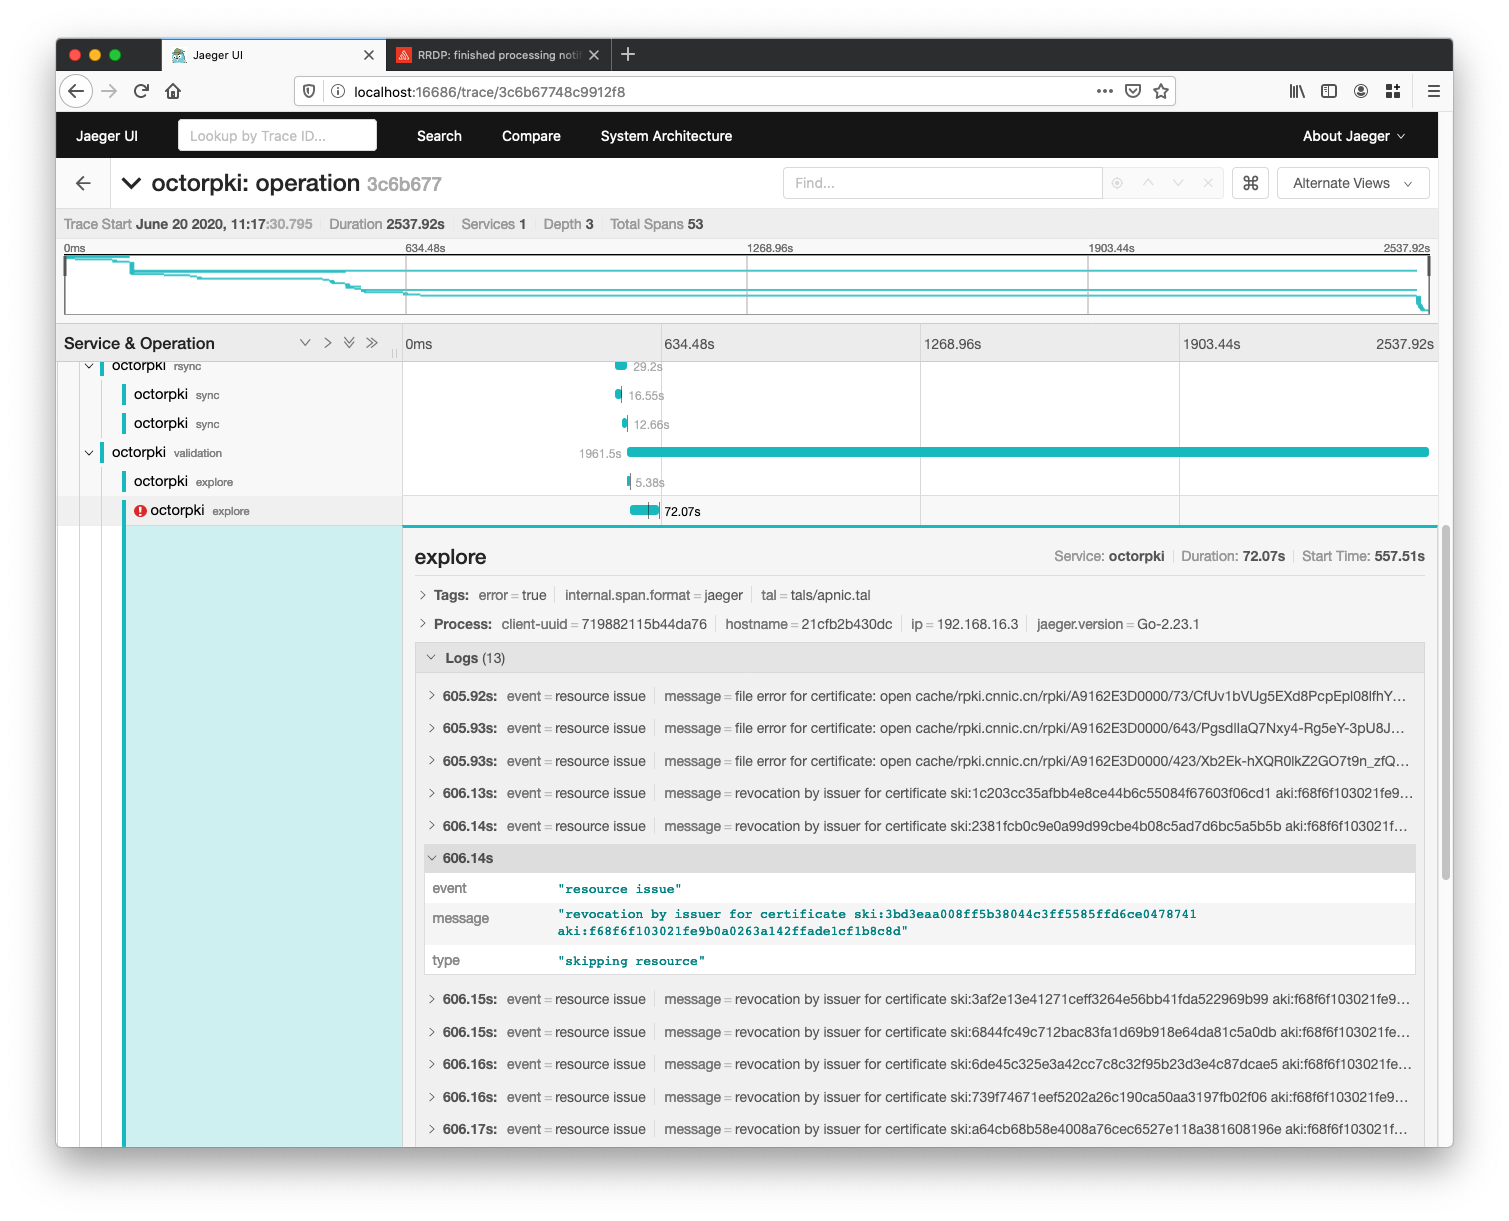 Jaeger UI
RRDP: finished processing noti
localhost:16686/trace/3c6b67748c9912f8
Jaeger UI
Lookup by Trace ID...
Search
Compare
System Architecture
About Jaeger
octorpki: operation 3c6b677
Find...
Alternate Views
Trace Start June 20 2020, 11:17:30.795 Duration 2537.92s Services 1 Depth 3 Total Spans 53
0ms 634.48s 1268.96s 1903.44s 2537.92s
Service & Operation
0ms 634.48s 1268.96s 1903.44s 2537.92s
octorpki rsync 29.2s
octorpki sync 16.55s
octorpki sync 12.66s
octorpki validation 1961.5s
octorpki explore 5.38s
octorpki explore 72.07s
explore
Service: octorpki Duration: 72.07s Start Time: 557.51s
Tags: error = true internal.span.format = jaeger tal = tals/apnic.tal
Process: client-uuid = 719882115b44da76 hostname = 21cfb2b430dc ip = 192.168.16.3 jaeger.version = Go-2.23.1
Logs (13)
605.92s: event = resource issue message = file error for certificate: open cache/rpki.cnnic.cn/rpki/A9162E3D0000/73/CfUv1bVUg5EXd8PcpEpl08lfhY...
605.93s: event = resource issue message = file error for certificate: open cache/rpki.cnnic.cn/rpki/A9162E3D0000/643/PgsdlIaQ7Nxy4-Rg5eY-3pU8J...
605.93s: event = resource issue message = file error for certificate: open cache/rpki.cnnic.cn/rpki/A9162E3D0000/423/Xb2Ek-hXQR0lkZ2GO7t9n_zfQ...
606.13s: event = resource issue message = revocation by issuer for certificate ski:1c203cc35afbb4e8ce44b6c55084f67603f06cd1 aki:f68f6f103021fe9...
606.14s: event = resource issue message = revocation by issuer for certificate ski:2381fcb0c9e0a99d99cbe4b08c5ad7d6bc5a5b5b aki:f68f6f103021f...
606.14s
event "resource issue"
message "revocation by issuer for certificate ski:3bd3eaa008ff5b38044c3ff5585ffd6ce0478741
aki:f68f6f103021fe9b0a0263a142ffade1cf1b8c8d"
type "skipping resource"
606.15s: event = resource issue message = revocation by issuer for certificate ski:3af2e13e41271ceff3264e56bb41fda522969b99 aki:f68f6f103021fe9...
606.15s: event = resource issue message = revocation by issuer for certificate ski:6844fc49c712bac83fa1d69b918e64da81c5a0db aki:f68f6f103021fe...
606.16s: event = resource issue message = revocation by issuer for certificate ski:6de45c325e3a42cc7c8c32f95b23d3e4c87dcae5 aki:f68f6f103021fe...
606.16s: event = resource issue message = revocation by issuer for certificate ski:739f74671eef5202a26c190ca50aa3197fb02f06 aki:f68f6f103021fe9...
606.17s: event = resource issue message = revocation by issuer for certificate ski:a64cb68b58e4008a76cec6527e118a381608196e aki:f68f6f103021f...